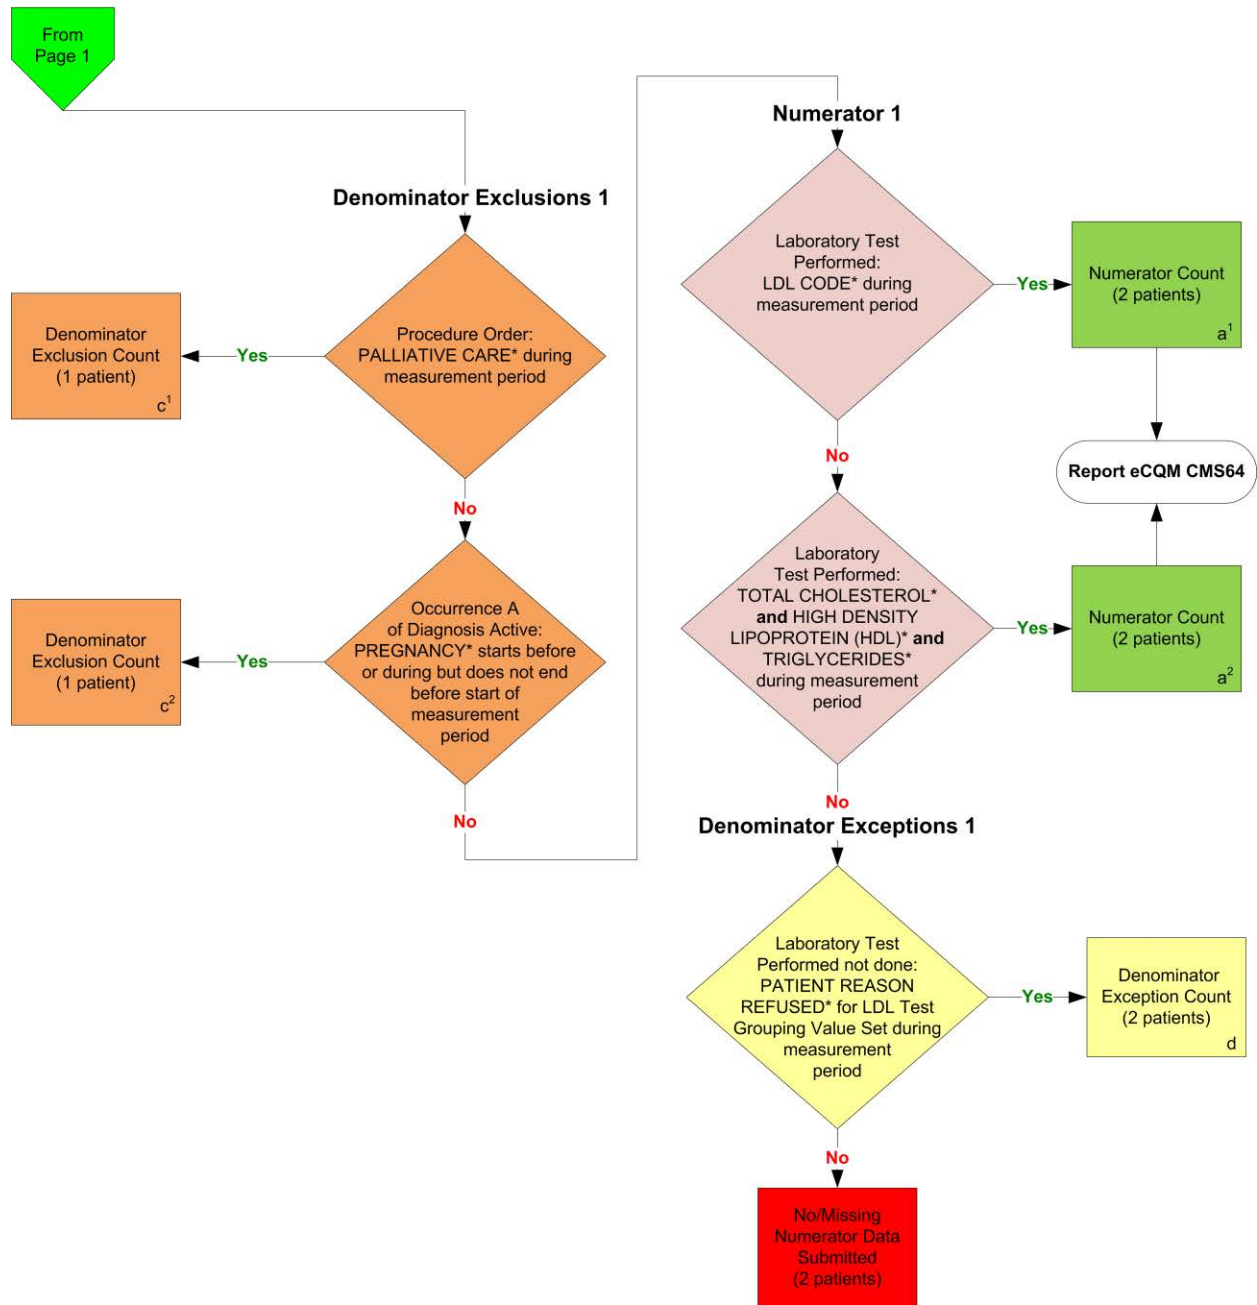 From
Page 1
Denominator Exclusions 1
Procedure Order:
PALLIATIVE CARE* during
measurement period
Yes
Denominator
Exclusion Count
(1 patient)
c¹
No
Occurrence A
of Diagnosis Active:
PREGNANCY* starts before
or during but does not end
before start of
measurement
period
Yes
Denominator
Exclusion Count
(1 patient)
c²
No
Numerator 1
Laboratory Test
Performed:
LDL CODE* during
measurement period
Yes
Numerator Count
(2 patients)
a¹
Report eCQM CMS64
No
Laboratory
Test Performed:
TOTAL CHOLESTEROL*
and HIGH DENSITY
LIPOPROTEIN (HDL)* and
TRIGLYCERIDES*
during measurement
period
Yes
Numerator Count
(2 patients)
a²
No
Denominator Exceptions 1
Laboratory Test
Performed not done:
PATIENT REASON
REFUSED* for LDL Test
Grouping Value Set during
measurement
period
Yes
Denominator
Exception Count
(2 patients)
d
No
No/Missing
Numerator Data
Submitted
(2 patients)